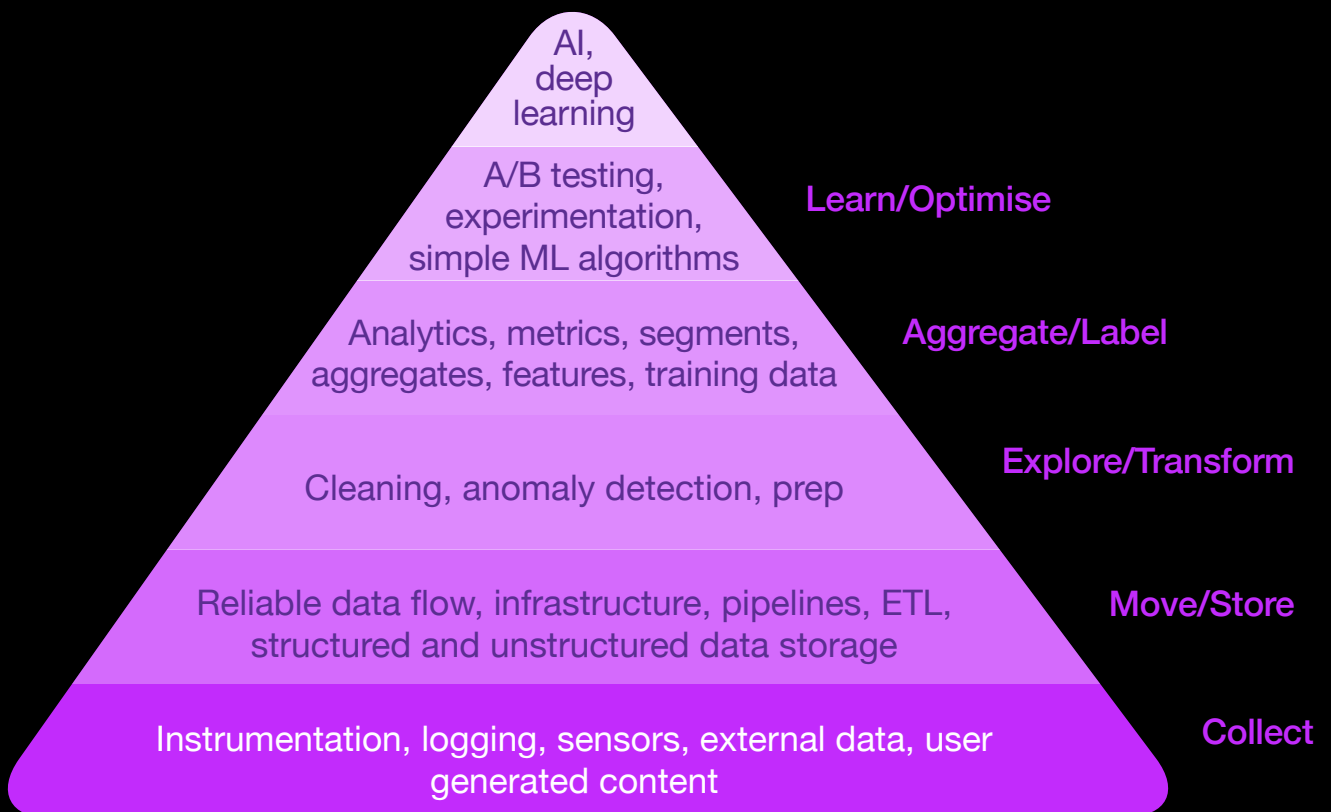 AI,
deep
learning
A/B testing,
experimentation,
simple ML algorithms
Learn/Optimise
Analytics, metrics, segments,
aggregates, features, training data
Aggregate/Label
Cleaning, anomaly detection, prep
Explore/Transform
Reliable data flow, infrastructure, pipelines, ETL,
structured and unstructured data storage
Move/Store
Instrumentation, logging, sensors, external data, user
generated content
Collect